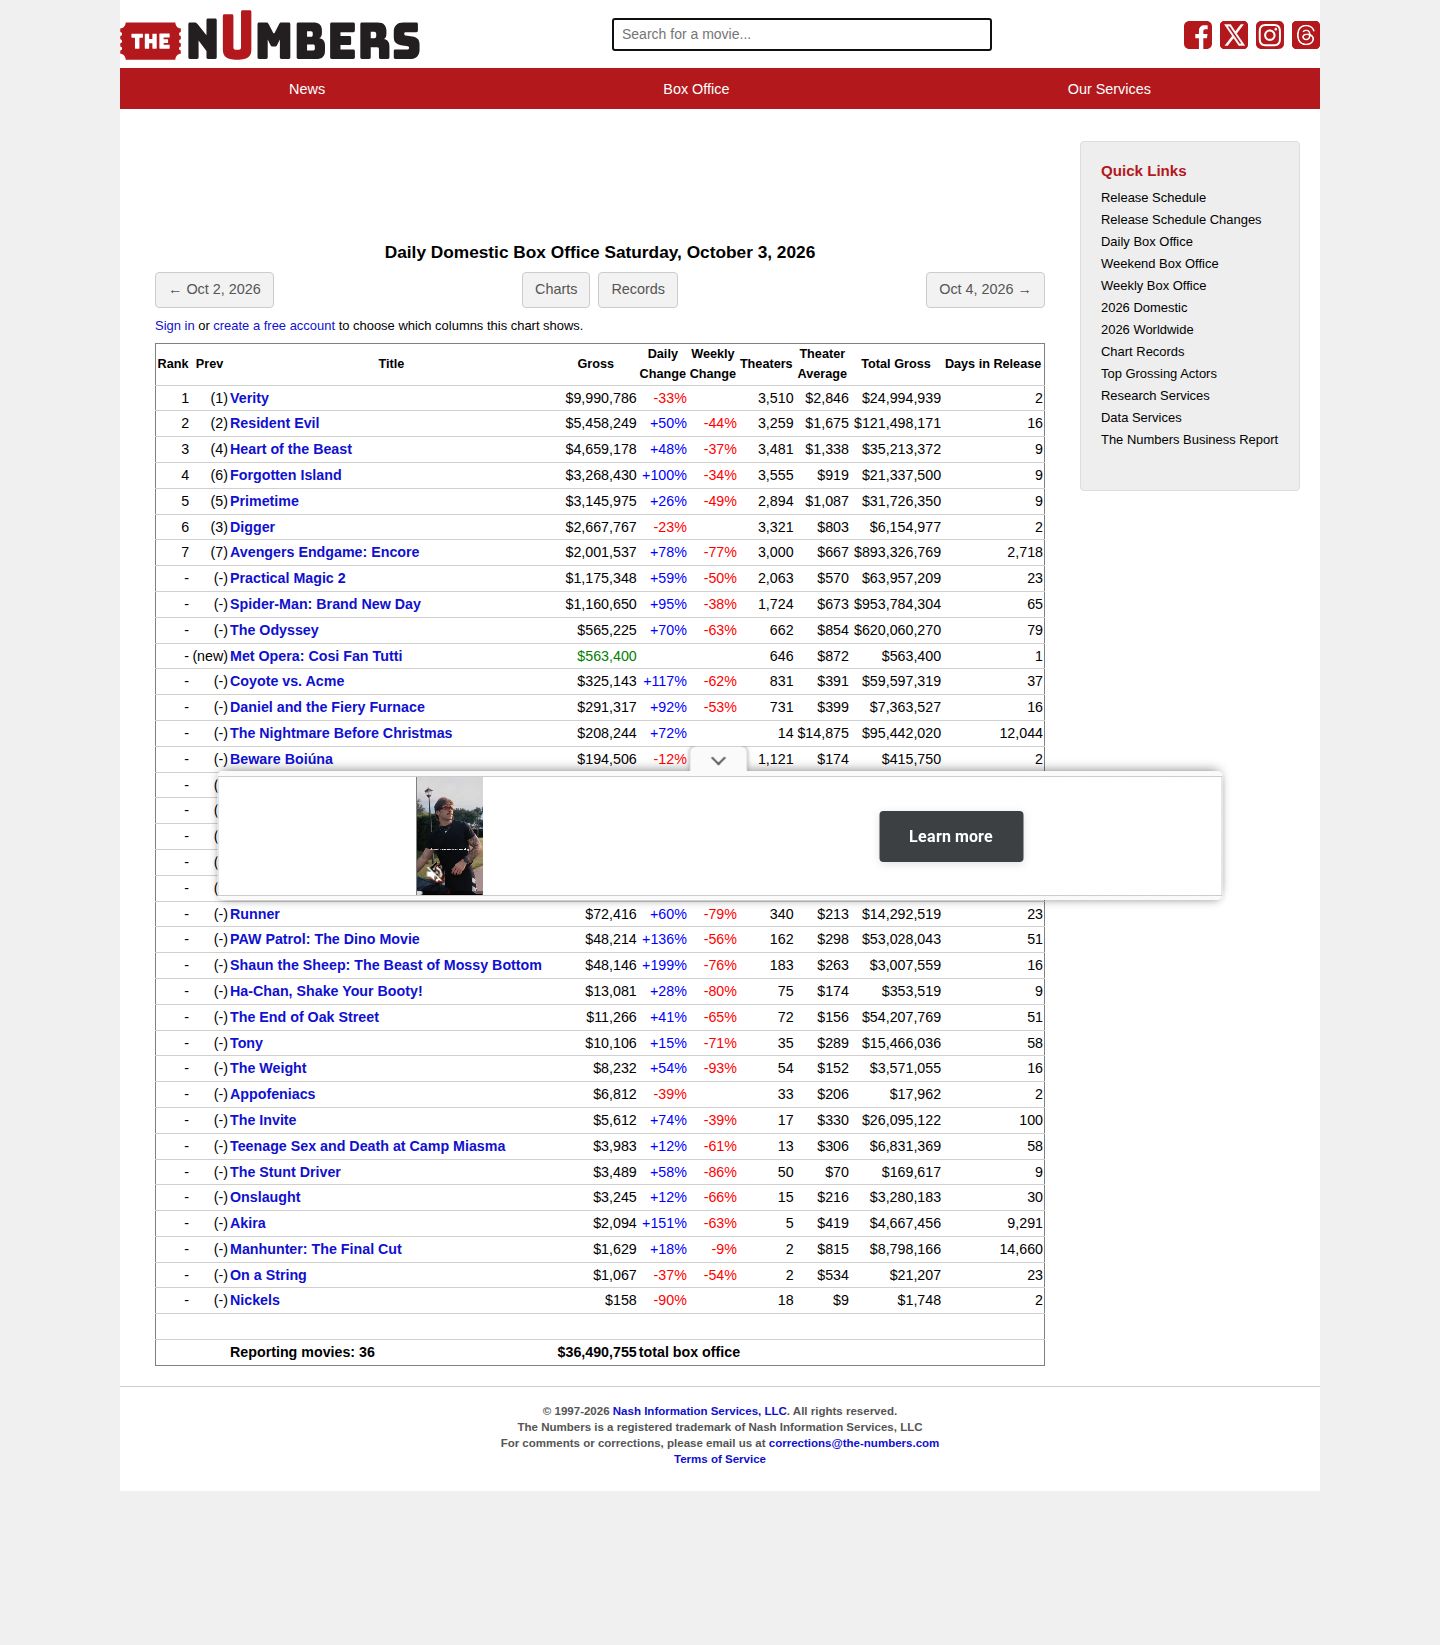 THE NUMBERS
Search for a movie...
News Box Office Our Services
Quick Links
Release Schedule
Release Schedule Changes
Daily Box Office
Weekend Box Office
Weekly Box Office
2026 Domestic
2026 Worldwide
Chart Records
Top Grossing Actors
Research Services
Data Services
The Numbers Business Report
Daily Domestic Box Office Saturday, October 3, 2026
← Oct 2, 2026 Charts Records Oct 4, 2026 →
Sign in or create a free account to choose which columns this chart shows.
Rank Prev Title Gross Daily Change Weekly Change Theaters Theater Average Total Gross Days in Release
1 (1) Verity $9,990,786 -33% 3,510 $2,846 $24,994,939 2
2 (2) Resident Evil $5,458,249 +50% -44% 3,259 $1,675 $121,498,171 16
3 (4) Heart of the Beast $4,659,178 +48% -37% 3,481 $1,338 $35,213,372 9
4 (6) Forgotten Island $3,268,430 +100% -34% 3,555 $919 $21,337,500 9
5 (5) Primetime $3,145,975 +26% -49% 2,894 $1,087 $31,726,350 9
6 (3) Digger $2,667,767 -23% 3,321 $803 $6,154,977 2
7 (7) Avengers Endgame: Encore $2,001,537 +78% -77% 3,000 $667 $893,326,769 2,718
- (-) Practical Magic 2 $1,175,348 +59% -50% 2,063 $570 $63,957,209 23
- (-) Spider-Man: Brand New Day $1,160,650 +95% -38% 1,724 $673 $953,784,304 65
- (-) The Odyssey $565,225 +70% -63% 662 $854 $620,060,270 79
- (new) Met Opera: Cosi Fan Tutti $563,400 646 $872 $563,400 1
- (-) Coyote vs. Acme $325,143 +117% -62% 831 $391 $59,597,319 37
- (-) Daniel and the Fiery Furnace $291,317 +92% -53% 731 $399 $7,363,527 16
- (-) The Nightmare Before Christmas $208,244 +72% 14 $14,875 $95,442,020 12,044
- (-) Beware Boiúna $194,506 -12% 1,121 $174 $415,750 2
- (
- (
- (
- (
- (
Learn more
- (-) Runner $72,416 +60% -79% 340 $213 $14,292,519 23
- (-) PAW Patrol: The Dino Movie $48,214 +136% -56% 162 $298 $53,028,043 51
- (-) Shaun the Sheep: The Beast of Mossy Bottom $48,146 +199% -76% 183 $263 $3,007,559 16
- (-) Ha-Chan, Shake Your Booty! $13,081 +28% -80% 75 $174 $353,519 9
- (-) The End of Oak Street $11,266 +41% -65% 72 $156 $54,207,769 51
- (-) Tony $10,106 +15% -71% 35 $289 $15,466,036 58
- (-) The Weight $8,232 +54% -93% 54 $152 $3,571,055 16
- (-) Appofeniacs $6,812 -39% 33 $206 $17,962 2
- (-) The Invite $5,612 +74% -39% 17 $330 $26,095,122 100
- (-) Teenage Sex and Death at Camp Miasma $3,983 +12% -61% 13 $306 $6,831,369 58
- (-) The Stunt Driver $3,489 +58% -86% 50 $70 $169,617 9
- (-) Onslaught $3,245 +12% -66% 15 $216 $3,280,183 30
- (-) Akira $2,094 +151% -63% 5 $419 $4,667,456 9,291
- (-) Manhunter: The Final Cut $1,629 +18% -9% 2 $815 $8,798,166 14,660
- (-) On a String $1,067 -37% -54% 2 $534 $21,207 23
- (-) Nickels $158 -90% 18 $9 $1,748 2
Reporting movies: 36 $36,490,755 total box office
© 1997-2026 Nash Information Services, LLC. All rights reserved.
The Numbers is a registered trademark of Nash Information Services, LLC
For comments or corrections, please email us at corrections@the-numbers.com
Terms of Service